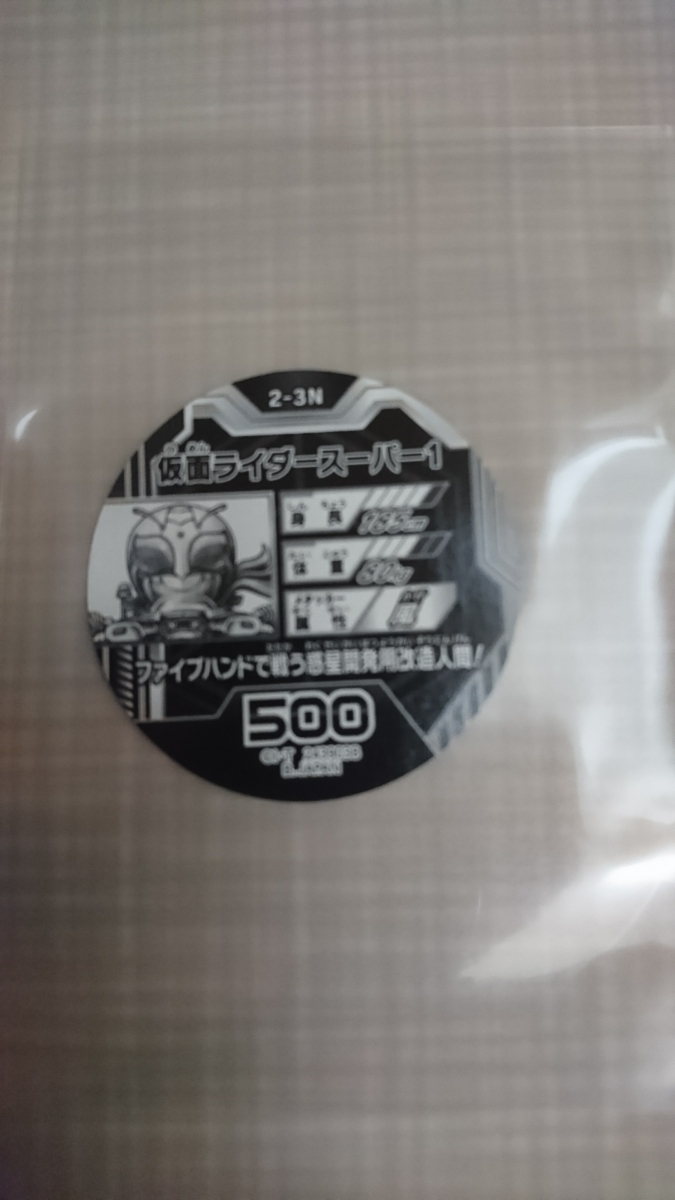 2-3N
仮面ライダースーパー1
身長
体重
属性 風
ファイブハンドで戦う惑星開発用改造人間!
500